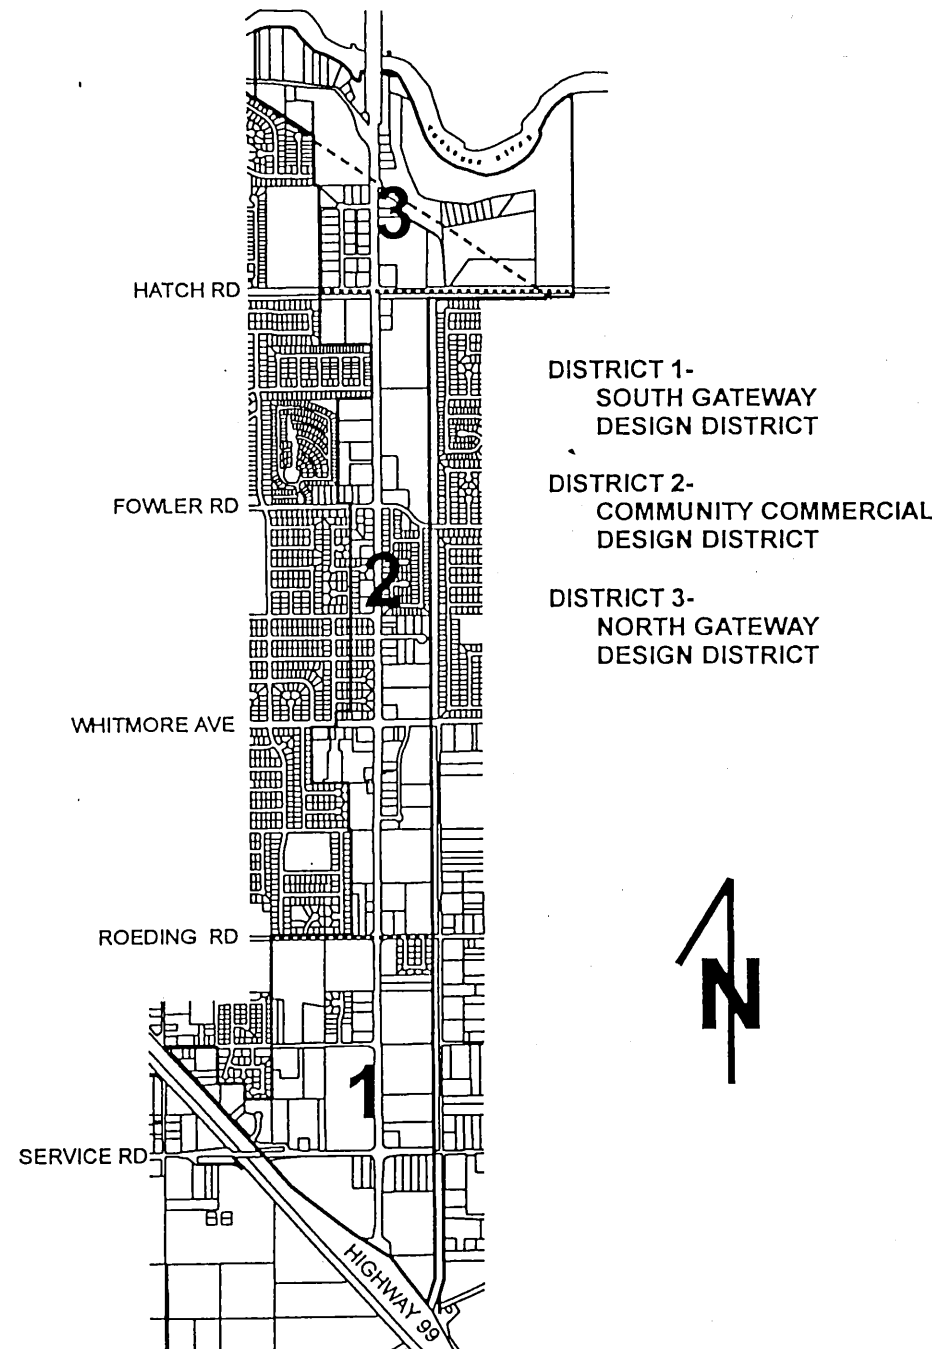 3
HATCH RD
DISTRICT 1-
SOUTH GATEWAY
DESIGN DISTRICT
DISTRICT 2-
COMMUNITY COMMERCIAL
DESIGN DISTRICT
FOWLER RD
2
DISTRICT 3-
NORTH GATEWAY
DESIGN DISTRICT
WHITMORE AVE
ROEDING RD
N
1
SERVICE RD
HIGHWAY 99